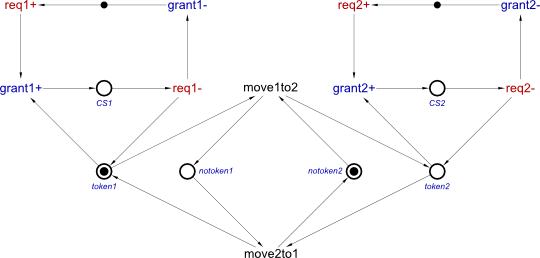 req1+ grant1- req2+ grant2-
grant1+ req1- move1to2 grant2+ req2-
CS1 CS2
token1 notoken1 notoken2 token2
move2to1